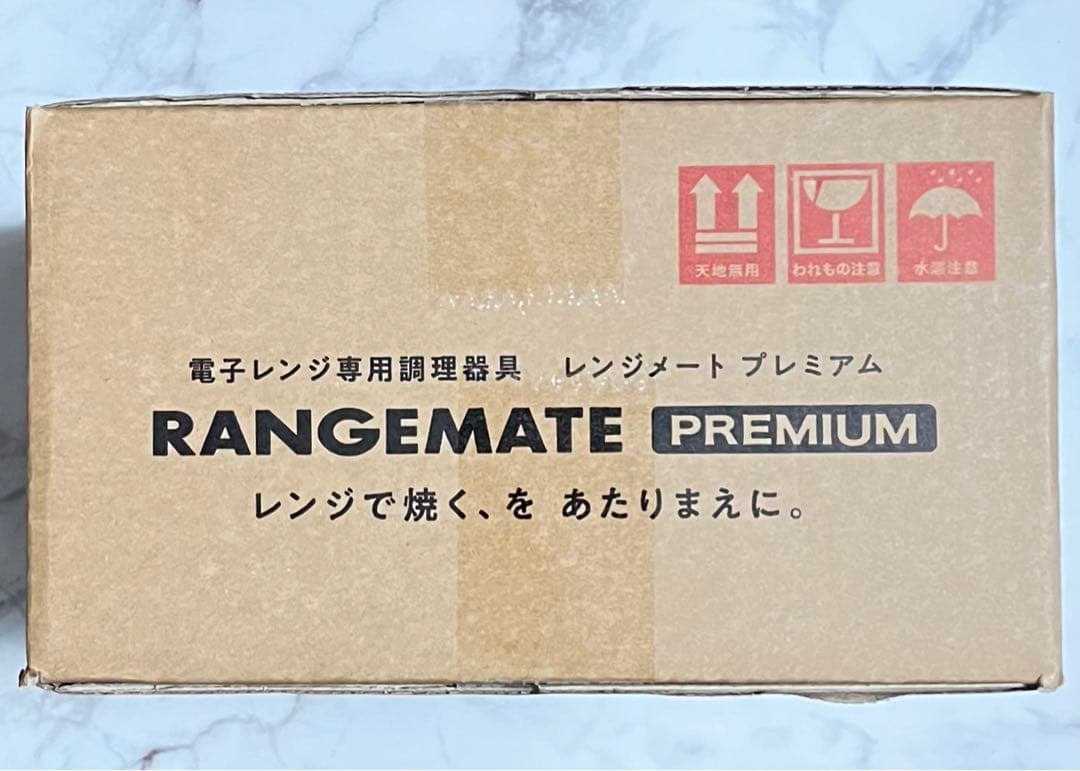 天地無用
われもの注意
水濡注意
電子レンジ専用調理器具 レンジメート プレミアム
RANGEMATE PREMIUM
レンジで焼く、を あたりまえに。